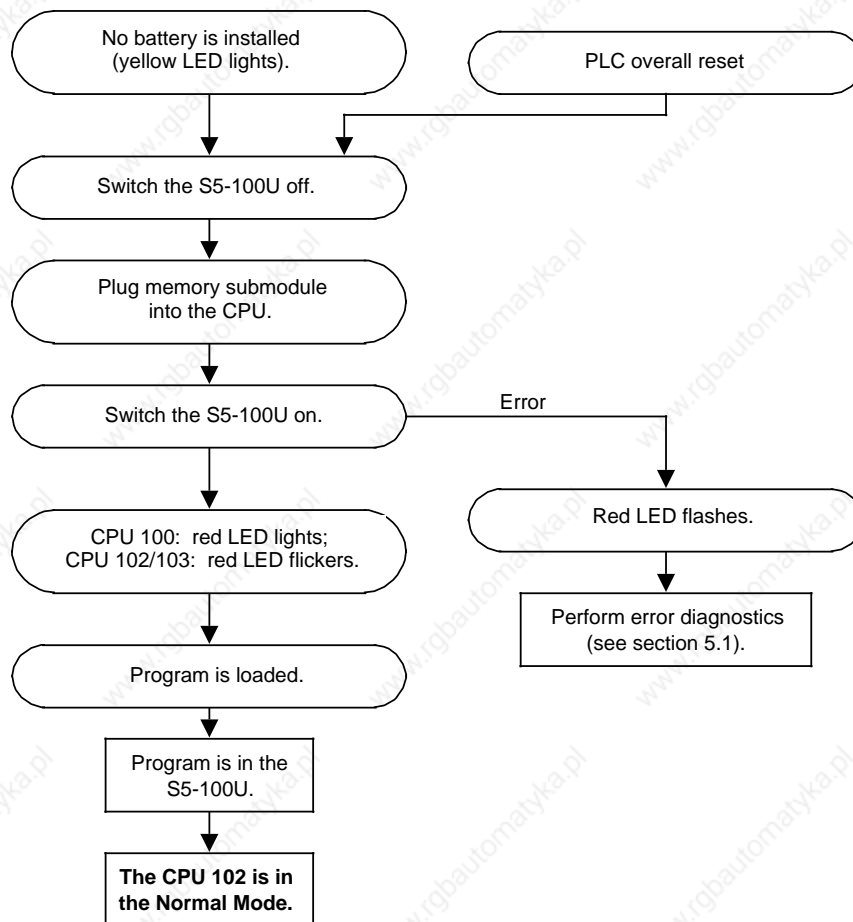 No battery is installed
(yellow LED lights).
PLC overall reset
Switch the S5-100U off.
Plug memory submodule
into the CPU.
Switch the S5-100U on.
Error
CPU 100: red LED lights;
CPU 102/103: red LED flickers.
Red LED flashes.
Perform error diagnostics
(see section 5.1).
Program is loaded.
Program is in the
S5-100U.
The CPU 102 is in
the Normal Mode.
www.rgbautomatyka.pl